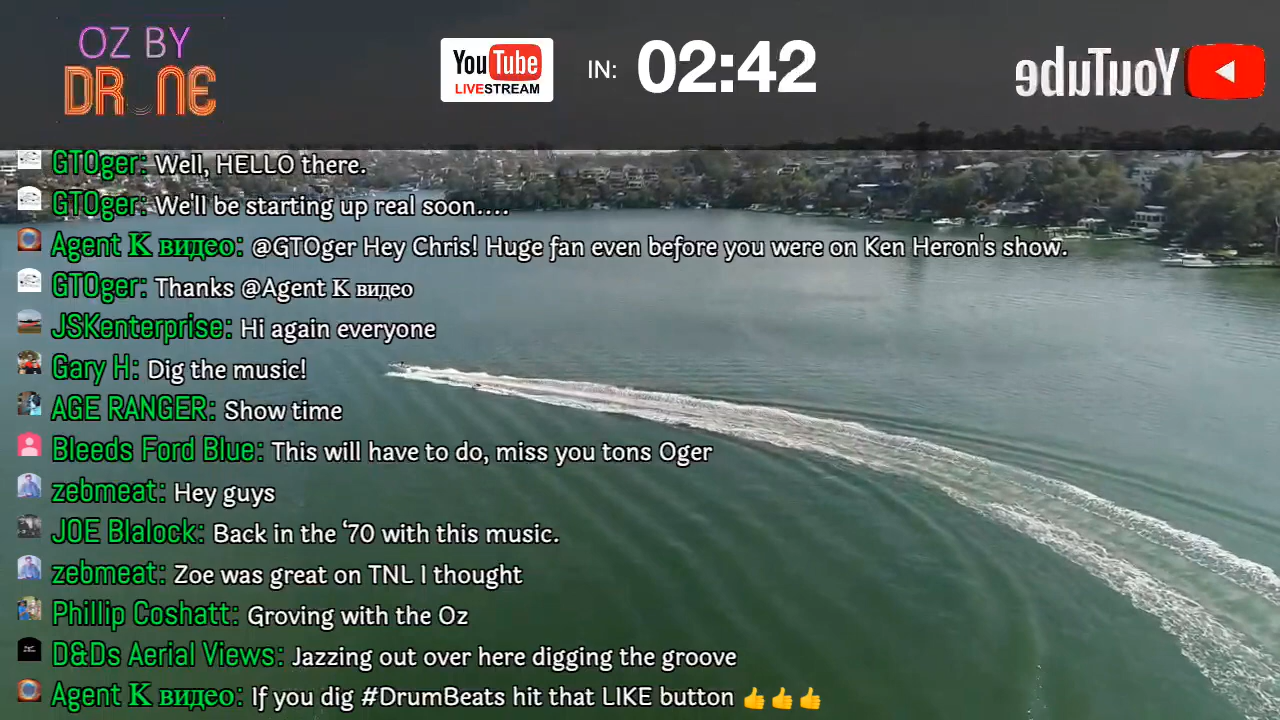 OZ BY
DRONE
YouTube
LIVESTREAM
IN: 02:42
YouTube
GTOger: Well, HELLO there.
GTOger: We'll be starting up real soon....
Agent К видео: @GTOger Hey Chris! Huge fan even before you were on Ken Heron's show.
GTOger: Thanks @Agent К видео
JSKenterprise: Hi again everyone
Gary H: Dig the music!
AGE RANGER: Show time
Bleeds Ford Blue: This will have to do, miss you tons Oger
zebmeat: Hey guys
JOE Blalock: Back in the ‘70 with this music.
zebmeat: Zoe was great on TNL I thought
Phillip Coshatt: Groving with the Oz
D&Ds Aerial Views: Jazzing out over here digging the groove
Agent К видео: If you dig #DrumBeats hit that LIKE button 👍👍👍